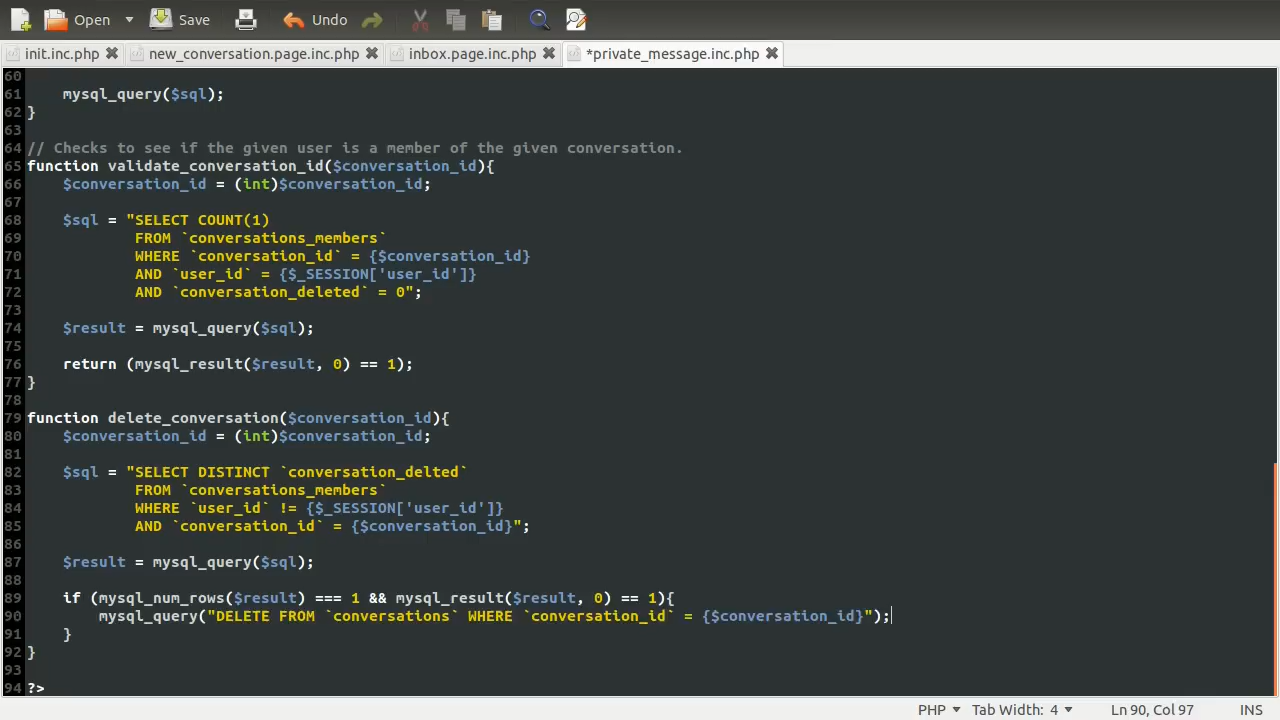 Open Save Undo
init.inc.php new_conversation.page.inc.php inbox.page.inc.php *private_message.inc.php
60
61 mysql_query($sql);
62 }
63
64 // Checks to see if the given user is a member of the given conversation.
65 function validate_conversation_id($conversation_id){
66 $conversation_id = (int)$conversation_id;
67
68 $sql = "SELECT COUNT(1)
69 FROM `conversations_members`
70 WHERE `conversation_id` = {$conversation_id}
71 AND `user_id` = {$_SESSION['user_id']}
72 AND `conversation_deleted` = 0";
73
74 $result = mysql_query($sql);
75
76 return (mysql_result($result, 0) == 1);
77 }
78
79 function delete_conversation($conversation_id){
80 $conversation_id = (int)$conversation_id;
81
82 $sql = "SELECT DISTINCT `conversation_delted`
83 FROM `conversations_members`
84 WHERE `user_id` != {$_SESSION['user_id']}
85 AND `conversation_id` = {$conversation_id}";
86
87 $result = mysql_query($sql);
88
89 if (mysql_num_rows($result) === 1 && mysql_result($result, 0) == 1){
90 mysql_query("DELETE FROM `conversations` WHERE `conversation_id` = {$conversation_id}");
91 }
92 }
93
94 ?>
PHP Tab Width: 4 Ln 90, Col 97 INS